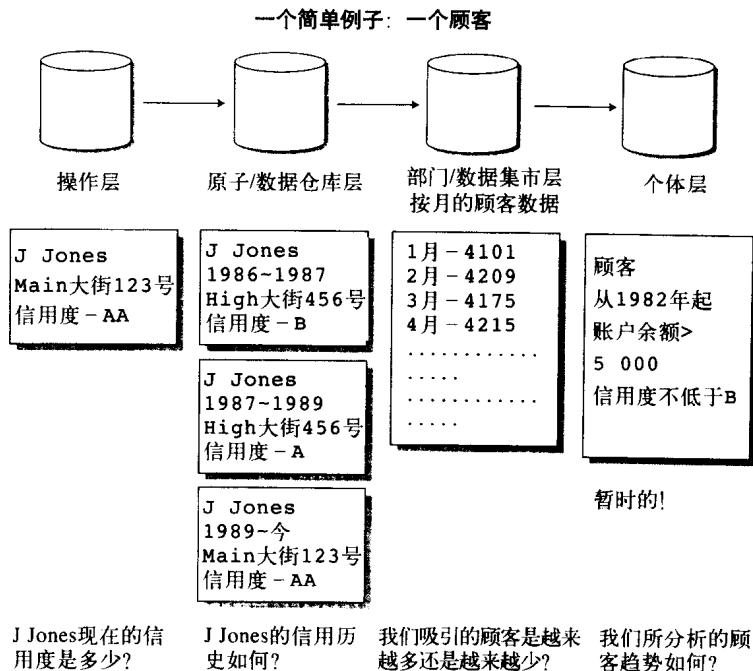 一个简单例子：一个顾客
操作层
原子/数据仓库层
部门/数据集市层
按月的顾客数据
个体层
J Jones
Main大街123号
信用度－AA
J Jones
1986~1987
High大街456号
信用度－B
J Jones
1987~1989
High大街456号
信用度－A
J Jones
1989~今
Main大街123号
信用度－AA
1月－4101
2月－4209
3月－4175
4月－4215
............
.....
............
.....
顾客
从1982年起
账户余额>
5 000
信用度不低于B
暂时的!
J Jones现在的信
用度是多少?
J Jones的信用历
史如何?
我们吸引的顾客是越来
越多还是越来越少?
我们所分析的顾
客趋势如何?